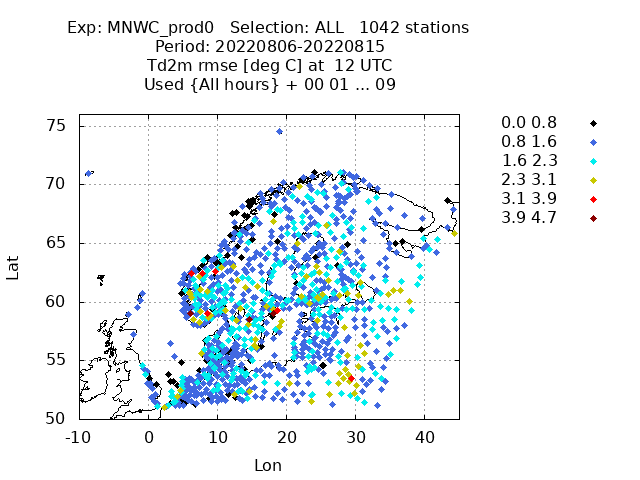 Exp: MNWC_prod0   Selection: ALL   1042 stations
Period: 20220806-20220815
Td2m rmse [deg C] at  12 UTC
Used {All hours} + 00 01 ... 09
0.0 0.8
0.8 1.6
1.6 2.3
2.3 3.1
3.1 3.9
3.9 4.7
75
70
65
60
55
50
Lat
-10 0 10 20 30 40
Lon